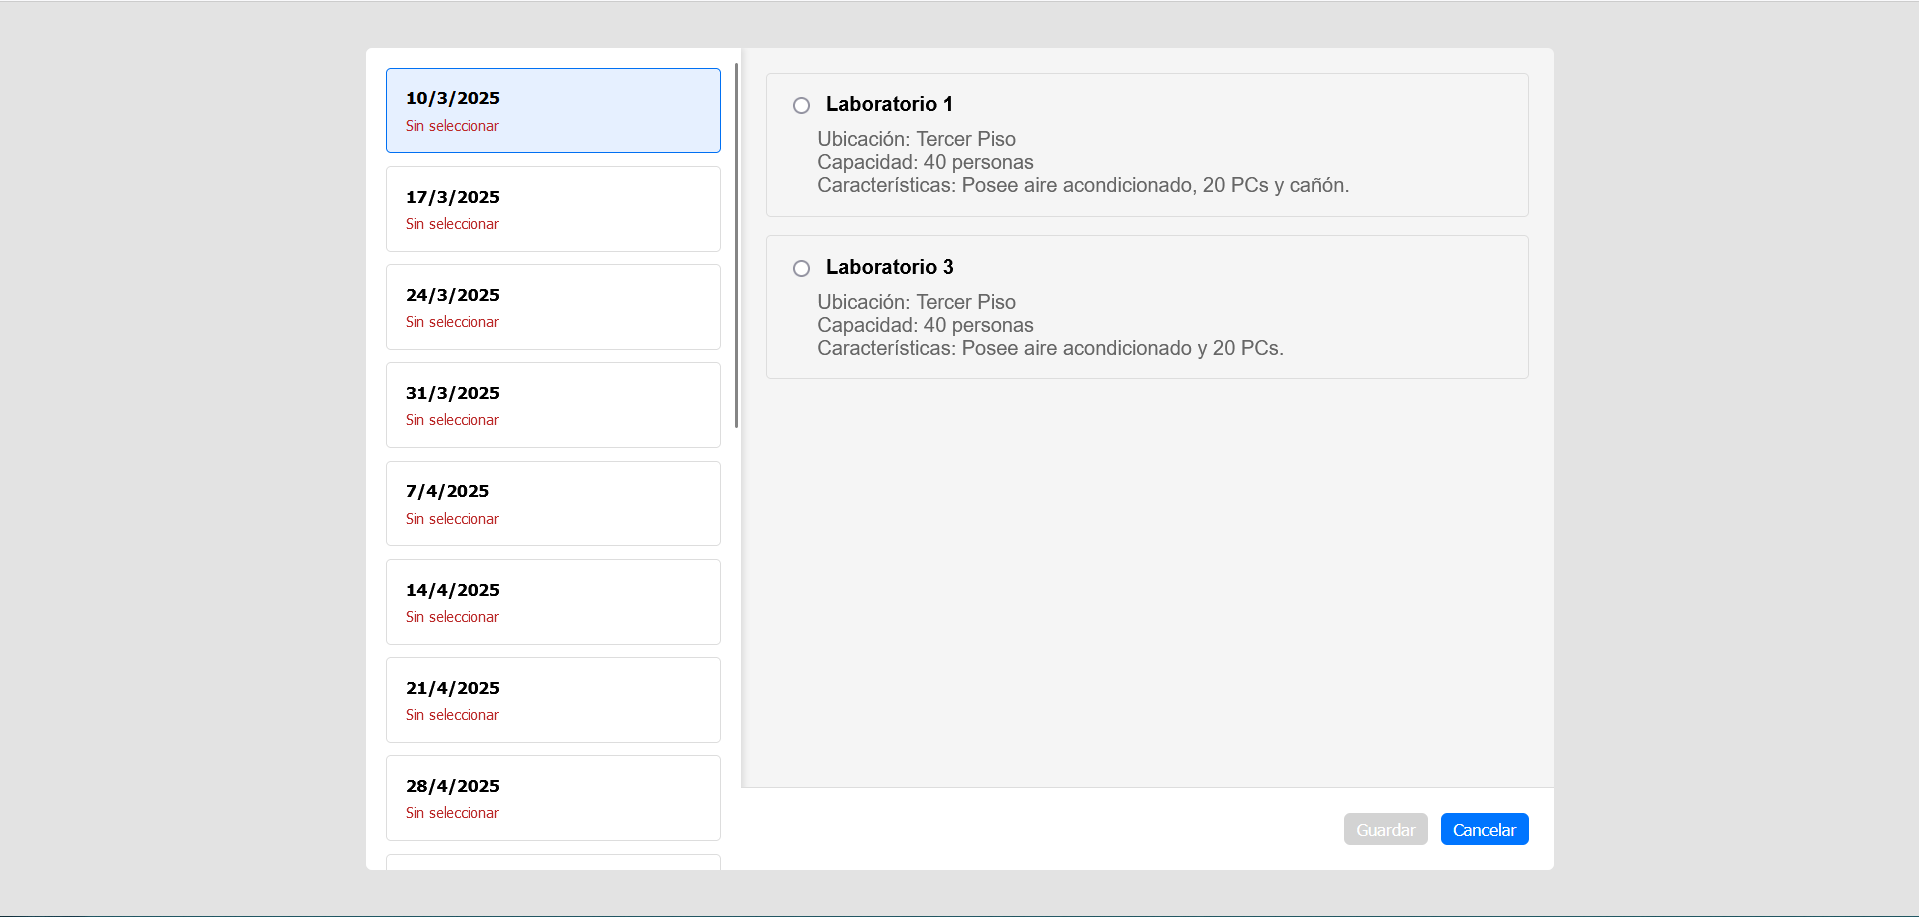 10/3/2025
Sin seleccionar
17/3/2025
Sin seleccionar
24/3/2025
Sin seleccionar
31/3/2025
Sin seleccionar
7/4/2025
Sin seleccionar
14/4/2025
Sin seleccionar
21/4/2025
Sin seleccionar
28/4/2025
Sin seleccionar
Laboratorio 1
Ubicación: Tercer Piso
Capacidad: 40 personas
Características: Posee aire acondicionado, 20 PCs y cañón.
Laboratorio 3
Ubicación: Tercer Piso
Capacidad: 40 personas
Características: Posee aire acondicionado y 20 PCs.
Guardar
Cancelar